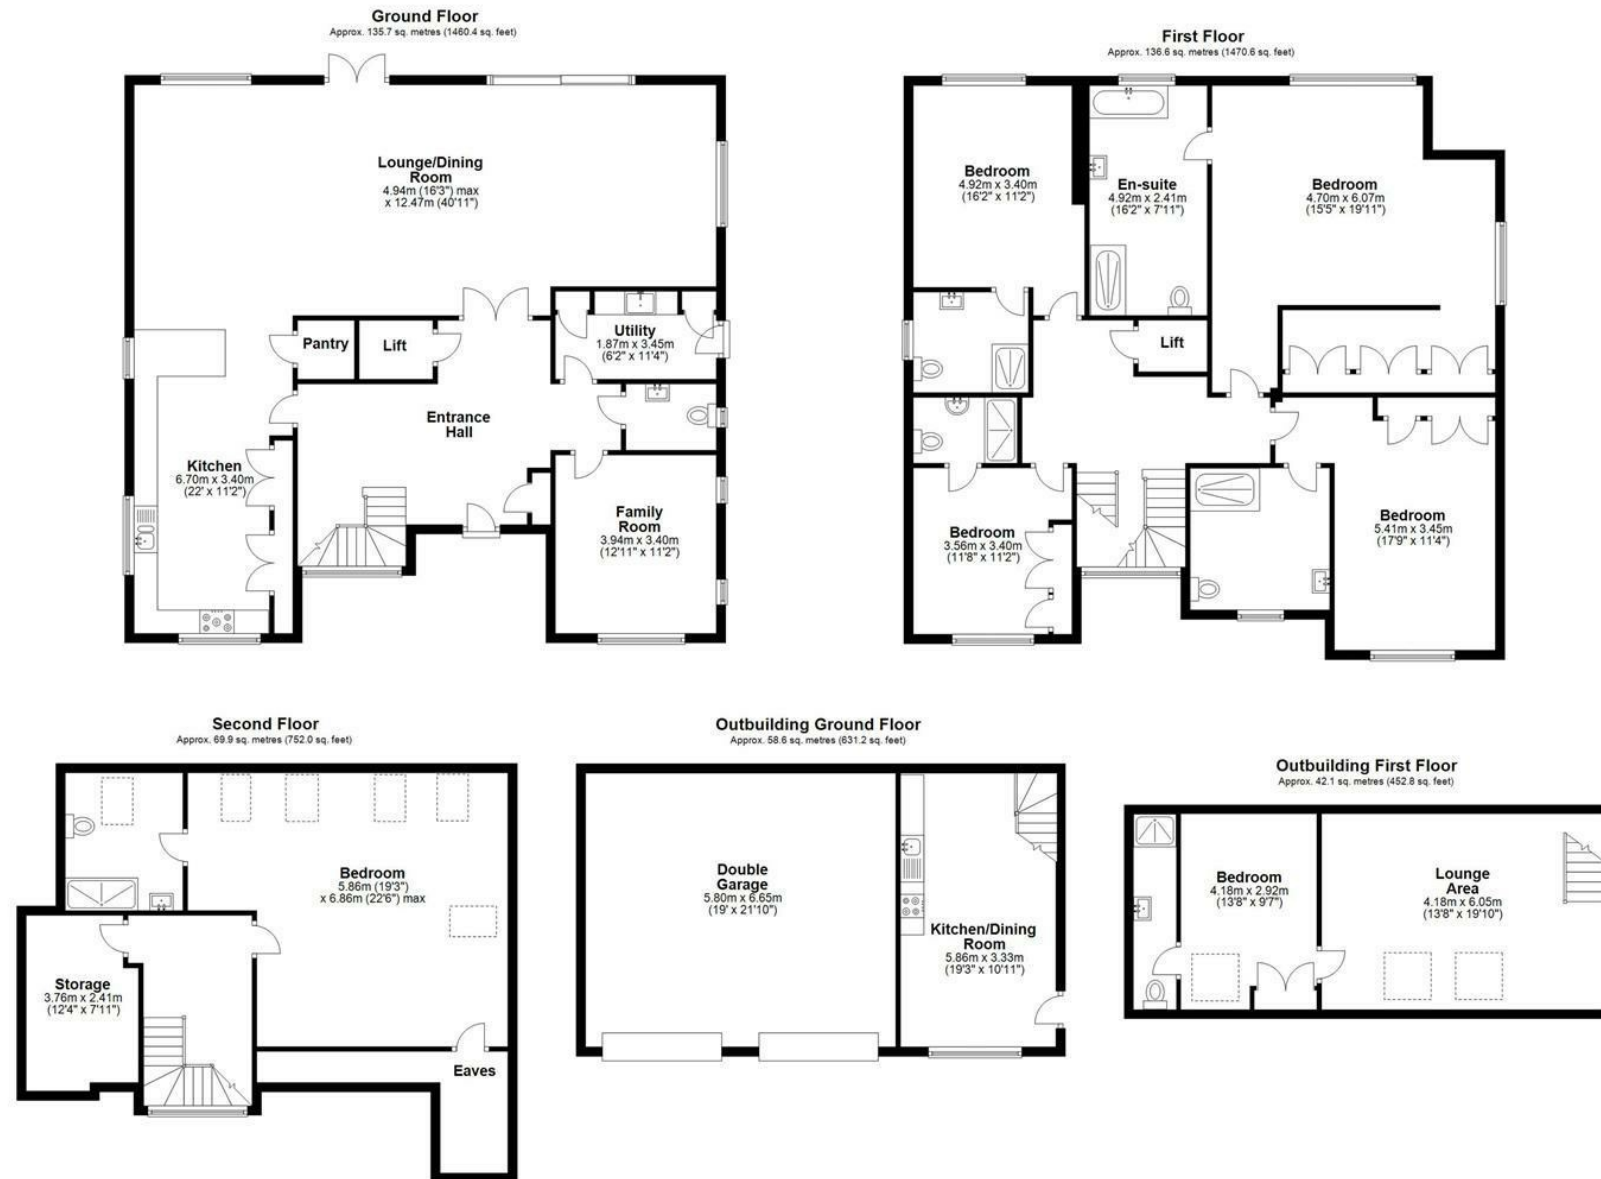 Ground Floor
Approx. 135.7 sq. metres (1460.4 sq. feet)
Lounge/Dining
Room
4.94m (16'3") max
x 12.47m (40'11")
Pantry
Lift
Utility
1.87m x 3.45m
(6'2" x 11'4")
Entrance
Hall
Kitchen
6.70m x 3.40m
(22' x 11'2")
Family
Room
3.94m x 3.40m
(12'11" x 11'2")
First Floor
Approx. 136.6 sq. metres (1470.6 sq. feet)
Bedroom
4.92m x 3.40m
(16'2" x 11'2")
En-suite
4.92m x 2.41m
(16'2" x 7'11")
Bedroom
4.70m x 6.07m
(15'5" x 19'11")
Lift
Bedroom
3.56m x 3.40m
(11'8" x 11'2")
Bedroom
5.41m x 3.45m
(17'9" x 11'4")
Second Floor
Approx. 69.9 sq. metres (752.0 sq. feet)
Bedroom
5.86m (19'3")
x 6.86m (22'6") max
Storage
3.76m x 2.41m
(12'4" x 7'11")
Eaves
Outbuilding Ground Floor
Approx. 58.6 sq. metres (631.2 sq. feet)
Double
Garage
5.80m x 6.65m
(19' x 21'10")
Kitchen/Dining
Room
5.86m x 3.33m
(19'3" x 10'11")
Outbuilding First Floor
Approx. 42.1 sq. metres (452.8 sq. feet)
Bedroom
4.18m x 2.92m
(13'8" x 9'7")
Lounge
Area
4.18m x 6.05m
(13'8" x 19'10")